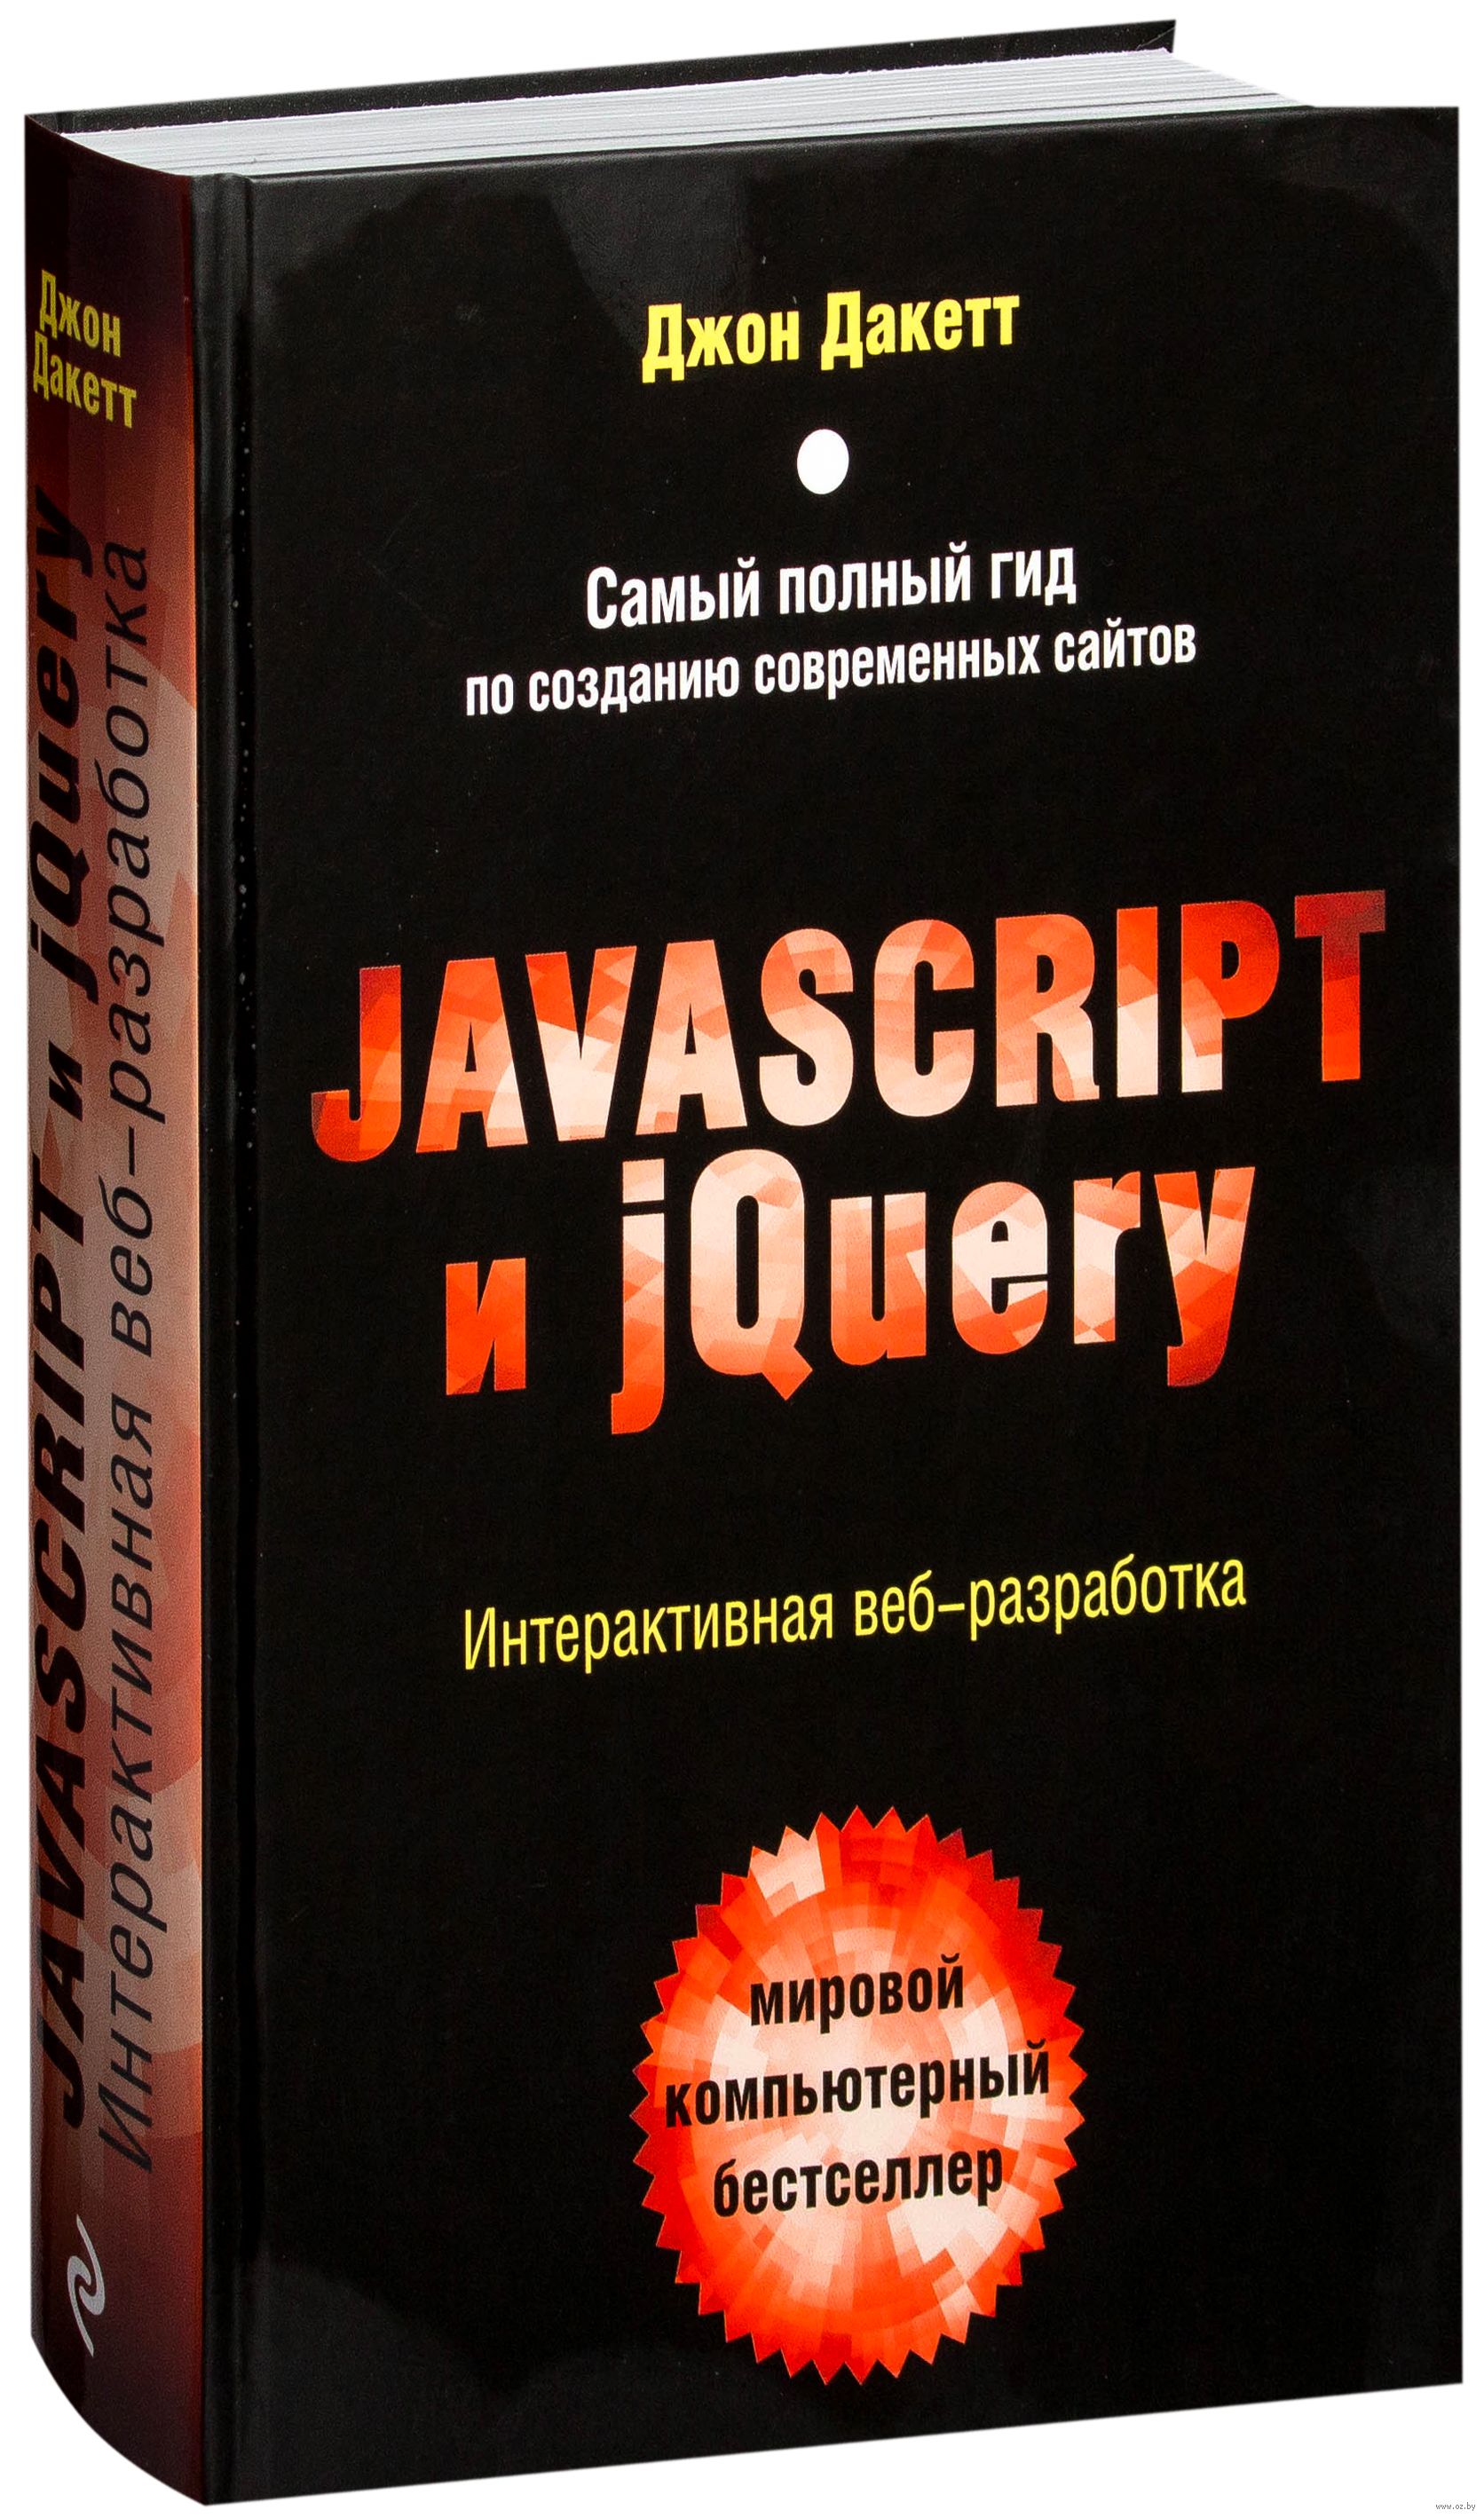 Джон
Дакетт
JAVASCRIPT и jQuery
Интерактивная веб-разработка
Джон Дакетт
Самый полный гид
по созданию современных сайтов
JAVASCRIPT
и jQuery
Интерактивная веб-разработка
мировой
компьютерный
бестселлер
www.oz.by